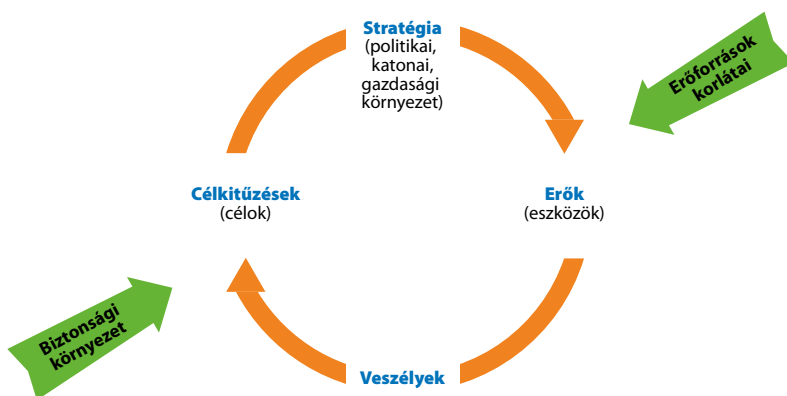 Stratégia
(politikai,
katonai,
gazdasági
környezet)
Erőforrások
korlátai
Célkitűzések
(célok)
Erők
(eszközök)
Biztonsági
környezet
Veszélyek